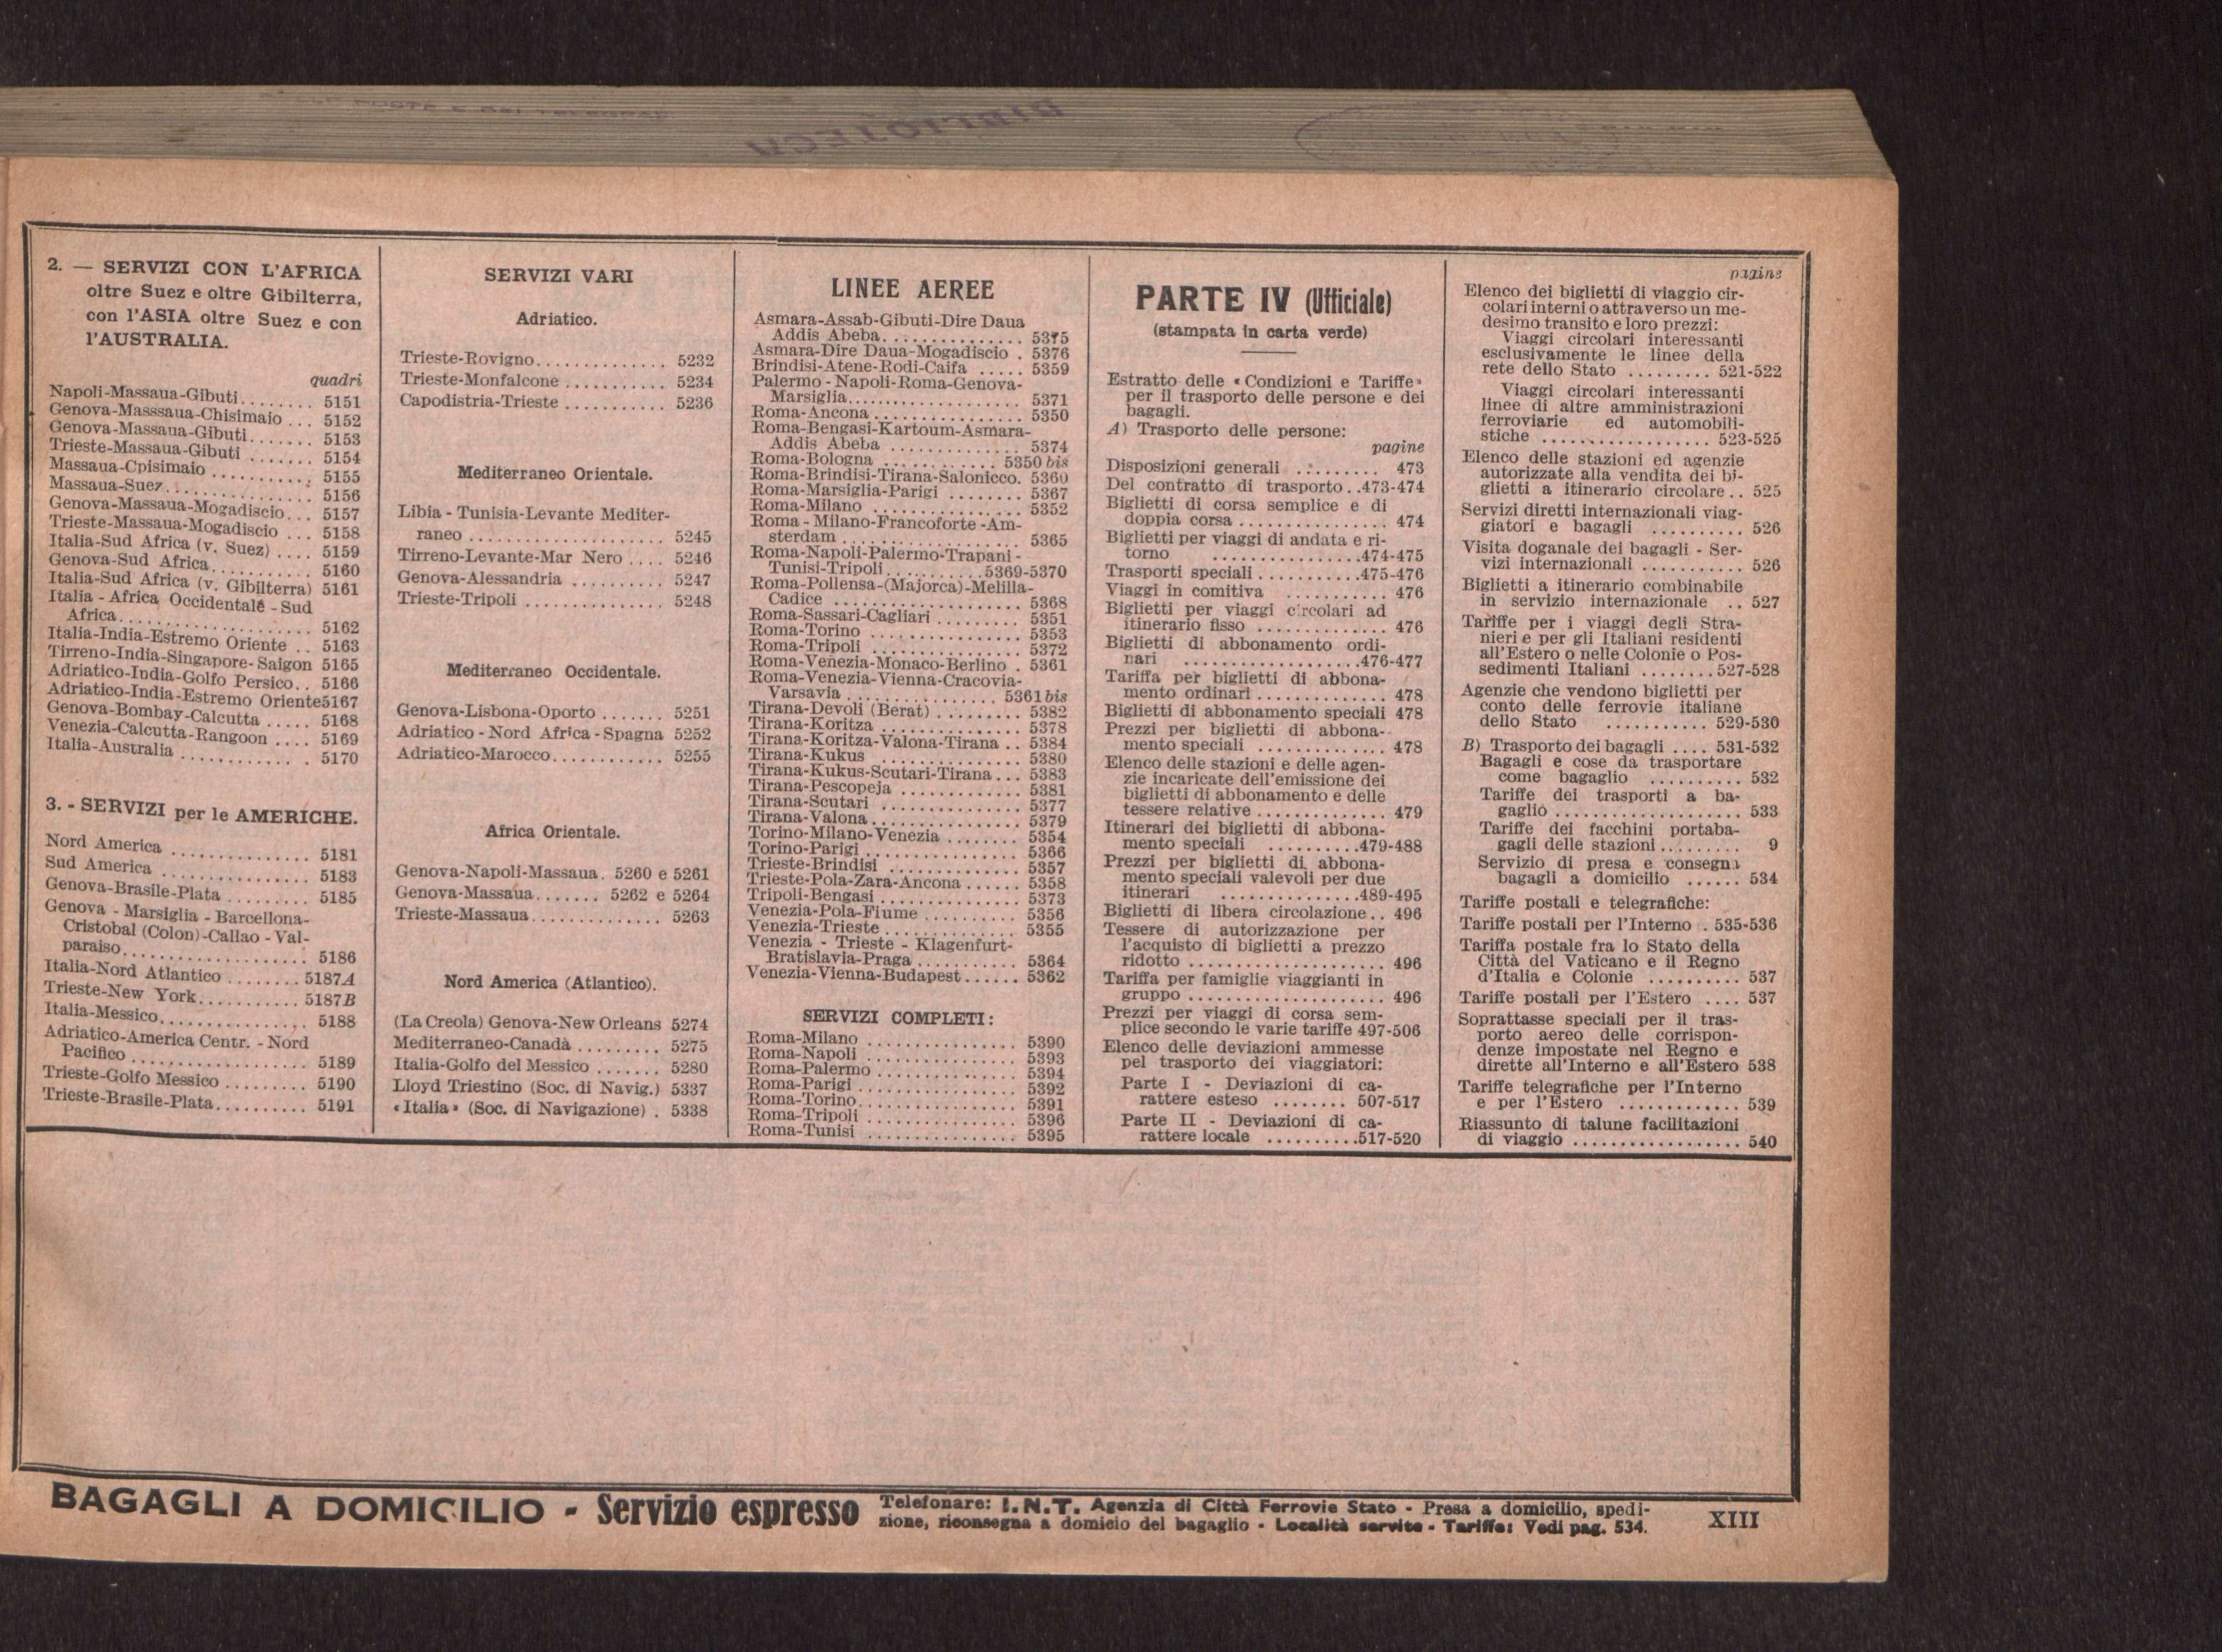 2. — SERVIZI CON L'AFRICA
oltre Suez e oltre Gibilterra,
con l'ASIA oltre Suez e con
l'AUSTRALIA.
quadri
Napoli-Massaua-Gibuti........ 5151
Genova-Masssaua-Chisimaio ... 5152
Genova-Massaua-Gibuti....... 5153
Trieste-Massaua-Gibuti ....... 5154
Massaua-Cpisimaio .......... 5155
Massaua-Suez............... 5156
Genova-Massaua-Mogadiscio... 5157
Trieste-Massaua-Mogadiscio ... 5158
Italia-Sud Africa (v. Suez) .... 5159
Genova-Sud Africa........... 5160
Italia-Sud Africa (v. Gibilterra) 5161
Italia - Africa Occidentale - Sud
Africa.................... 5162
Italia-India-Estremo Oriente .. 5163
Tirreno-India-Singapore- Saigon 5165
Adriatico-India-Golfo Persico.. 5166
Adriatico-India-Estremo Oriente5167
Genova-Bombay-Calcutta ..... 5168
Venezia-Calcutta-Rangoon .... 5169
Italia-Australia ............. 5170
3. - SERVIZI per le AMERICHE.
Nord America ............... 5181
Sud America ................ 5183
Genova-Brasile-Plata ......... 5185
Genova - Marsiglia - Barcellona-
Cristobal (Colon)-Callao - Val-
paraiso...................... 5186
Italia-Nord Atlantico ........ 5187A
Trieste-New York........... 5187B
Italia-Messico................ 5188
Adriatico-America Centr. - Nord
Pacifico ................... 5189
Trieste-Golfo Messico ......... 5190
Trieste-Brasile-Plata.......... 5191
SERVIZI VARI
Adriatico.
Trieste-Rovigno.............. 5232
Trieste-Monfalcone ........... 5234
Capodistria-Trieste ........... 5236
Mediterraneo Orientale.
Libia - Tunisia-Levante Mediter-
raneo ..................... 5245
Tirreno-Levante-Mar Nero .... 5246
Genova-Alessandria .......... 5247
Trieste-Tripoli ............... 5248
Mediterraneo Occidentale.
Genova-Lisbona-Oporto ....... 5251
Adriatico - Nord Africa - Spagna 5252
Adriatico-Marocco............ 5255
Africa Orientale.
Genova-Napoli-Massaua. 5260 e 5261
Genova-Massaua....... 5262 e 5264
Trieste-Massaua.............. 5263
Nord America (Atlantico).
(La Creola) Genova-New Orleans 5274
Mediterraneo-Canadà ......... 5275
Italia-Golfo del Messico ....... 5280
Lloyd Triestino (Soc. di Navig.) 5337
«Italia» (Soc. di Navigazione) . 5338
LINEE AEREE
Asmara-Assab-Gibuti-Dire Daua
Addis Abeba............... 5375
Asmara-Dire Daua-Mogadiscio . 5376
Brindisi-Atene-Rodi-Caifa ..... 5359
Palermo - Napoli-Roma-Genova-
Marsiglia................... 5371
Roma-Ancona ................ 5350
Roma-Bengasi-Kartoum-Asmara-
Addis Abeba .............. 5374
Roma-Bologna ............ 5350 bis
Roma-Brindisi-Tirana-Salonicco. 5360
Roma-Marsiglia-Parigi ........ 5367
Roma-Milano ................ 5352
Roma - Milano-Francoforte -Am-
sterdam .................... 5365
Roma-Napoli-Palermo-Trapani -
Tunisi-Tripoli...........5369-5370
Roma-Pollensa-(Majorca)-Melilla-
Cadice .................... 5368
Roma-Sassari-Cagliari ......... 5351
Roma-Torino ................ 5353
Roma-Tripoli ................ 5372
Roma-Venezia-Monaco-Berlino . 5361
Roma-Venezia-Vienna-Cracovia-
Varsavia ............... 5361 bis
Tirana-Devoli (Berat) ......... 5382
Tirana-Koritza ............... 5378
Tirana-Koritza-Valona-Tirana .. 5384
Tirana-Kukus ............... 5380
Tirana-Kukus-Scutari-Tirana... 5383
Tirana-Pescopeja ............ 5381
Tirana-Scutari ............... 5377
Tirana-Valona................ 5379
Torino-Milano-Venezia ........ 5354
Torino-Parigi ................ 5366
Trieste-Brindisi .............. 5357
Trieste-Pola-Zara-Ancona ...... 5358
Tripoli-Bengasi ............... 5373
Venezia-Pola-Fiume .......... 5356
Venezia-Trieste ............... 5355
Venezia - Trieste - Klagenfurt-
Bratislavia-Praga ........... 5364
Venezia-Vienna-Budapest...... 5362
SERVIZI COMPLETI:
Roma-Milano ................ 5390
Roma-Napoli ................ 5393
Roma-Palermo ............... 5394
Roma-Parigi ................. 5392
Roma-Torino................. 5391
Roma-Tripoli ................ 5396
Roma-Tunisi ................ 5395
PARTE IV (Ufficiale)
(stampata in carta verde)
Estratto delle «Condizioni e Tariffe»
per il trasporto delle persone e dei
bagagli.
A) Trasporto delle persone:
pagine
Disposizioni generali ......... 473
Del contratto di trasporto..473-474
Biglietti di corsa semplice e di
doppia corsa ................ 474
Biglietti per viaggi di andata e ri-
torno ................474-475
Trasporti speciali ...........475-476
Viaggi in comitiva ........... 476
Biglietti per viaggi circolari ad
itinerario fisso .............. 476
Biglietti di abbonamento ordi-
nari ...................476-477
Tariffa per biglietti di abbona-
mento ordinari .............. 478
Biglietti di abbonamento speciali 478
Prezzi per biglietti di abbona-
mento speciali .............. 478
Elenco delle stazioni e delle agen-
zie incaricate dell'emissione dei
biglietti di abbonamento e delle
tessere relative .............. 479
Itinerari dei biglietti di abbona-
mento speciali ..........479-488
Prezzi per biglietti di abbona-
mento speciali valevoli per due
itinerari ...............489-495
Biglietti di libera circolazione.. 496
Tessere di autorizzazione per
l'acquisto di biglietti a prezzo
ridotto ..................... 496
Tariffa per famiglie viaggianti in
gruppo ..................... 496
Prezzi per viaggi di corsa sem-
plice secondo le varie tariffe 497-506
Elenco delle deviazioni ammesse
pel trasporto dei viaggiatori:
Parte I - Deviazioni di ca-
rattere esteso ........ 507-517
Parte II - Deviazioni di ca-
rattere locale ..........517-520
pagine
Elenco dei biglietti di viaggio cir-
colari interni o attraverso un me-
desimo transito e loro prezzi:
Viaggi circolari interessanti
esclusivamente le linee della
rete dello Stato ......... 521-522
Viaggi circolari interessanti
linee di altre amministrazioni
ferroviarie ed automobili-
stiche .................. 523-525
Elenco delle stazioni ed agenzie
autorizzate alla vendita dei bi-
glietti a itinerario circolare.. 525
Servizi diretti internazionali viag-
giatori e bagagli .......... 526
Visita doganale dei bagagli - Ser-
vizi internazionali ........... 526
Biglietti a itinerario combinabile
in servizio internazionale .. 527
Tariffe per i viaggi degli Stra-
nieri e per gli Italiani residenti
all'Estero o nelle Colonie o Pos-
sedimenti Italiani ........527-528
Agenzie che vendono biglietti per
conto delle ferrovie italiane
dello Stato ........... 529-530
B) Trasporto dei bagagli .... 531-532
Bagagli e cose da trasportare
come bagaglio .......... 532
Tariffe dei trasporti a ba-
gaglio .................... 533
Tariffe dei facchini portaba-
gagli delle stazioni ......... 9
Servizio di presa e consegna
bagagli a domicilio ...... 534
Tariffe postali e telegrafiche:
Tariffe postali per l'Interno . 535-536
Tariffa postale fra lo Stato della
Città del Vaticano e il Regno
d'Italia e Colonie .......... 537
Tariffe postali per l'Estero .... 537
Soprattasse speciali per il tras-
porto aereo delle corrispon-
denze impostate nel Regno e
dirette all'Interno e all'Estero 538
Tariffe telegrafiche per l'Interno
e per l'Estero ............. 539
Riassunto di talune facilitazioni
di viaggio .................. 540
BAGAGLI A DOMICILIO - Servizio espresso
Telefonare: I.N.T. Agenzia di Città Ferrovie Stato - Presa a domicilio, spedi-
zione, riconsegna a domicio del bagaglio - Località servite - Tariffe: Vedi pag. 534.
XIII
BIBLIOTECA